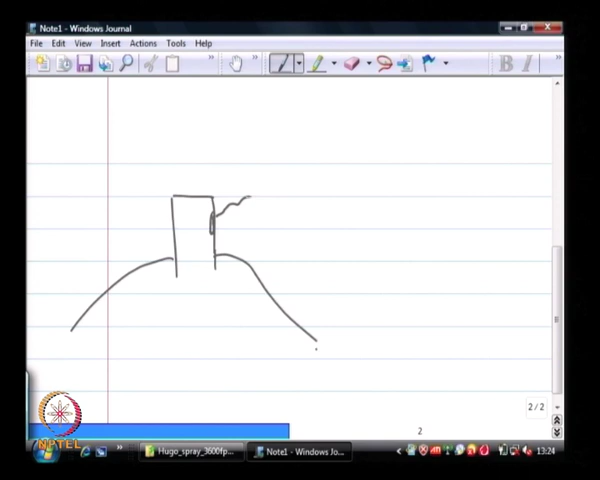 Note1 - Windows Journal
File Edit View Insert Actions Tools Help
B I
2 / 2
2
NPTEL
Hugo_spray_3600fp...
Note1 - Windows Jo...
13:24